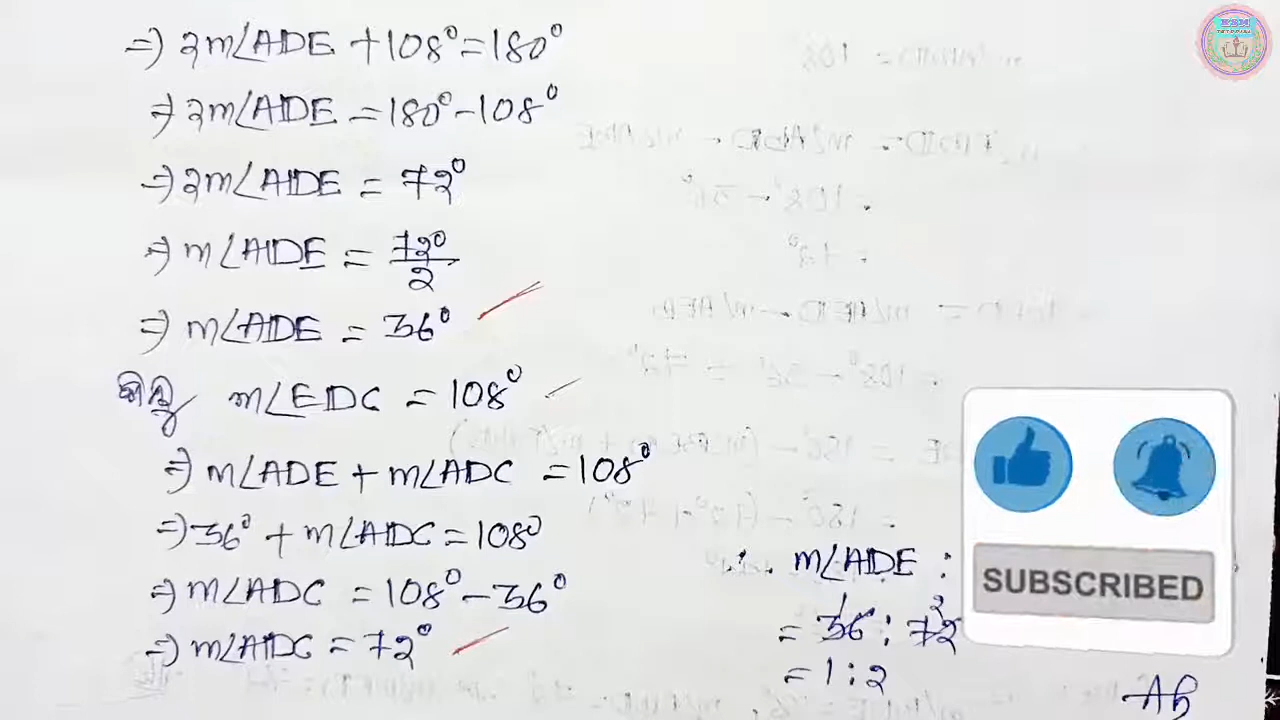 ⇒ 2m∠ADE + 108° = 180°
⇒ 2m∠ADE = 180° - 108°
⇒ 2m∠ADE = 72°
⇒ m∠ADE = 72°/2
⇒ m∠ADE = 36°
କିନ୍ତୁ m∠EDC = 108°
⇒ m∠ADE + m∠ADC = 108°
⇒ 36° + m∠ADC = 108°
⇒ m∠ADC = 108° - 36°
⇒ m∠ADC = 72°
∴ m∠ADE :
= 36 : 72
= 1 : 2
SUBSCRIBED